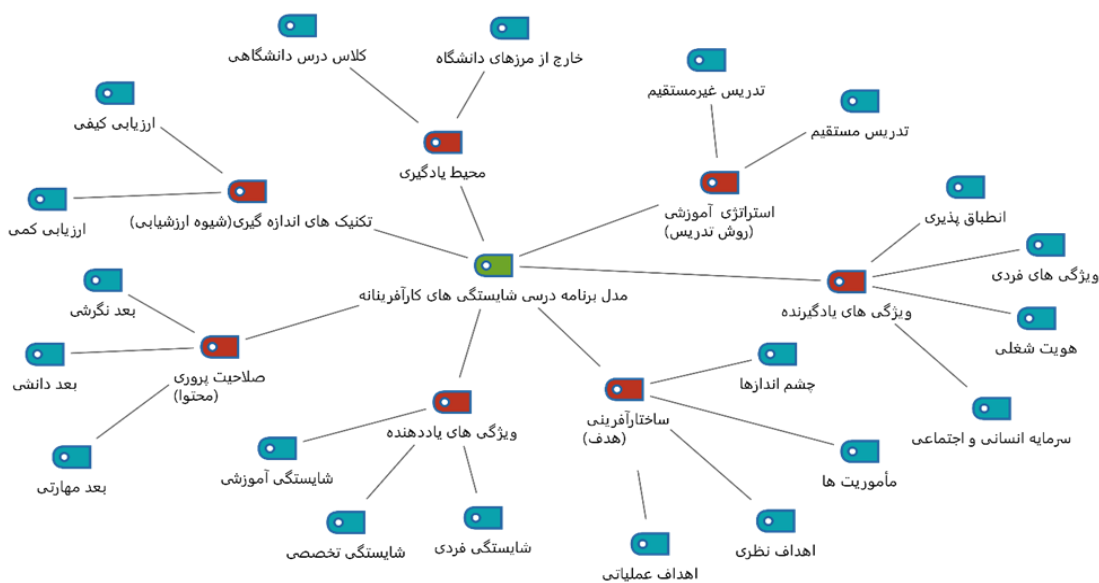 کلاس درس دانشگاهی
خارج از مرزهای دانشگاه
تدریس غیرمستقیم
تدریس مستقیم
ارزیابی کیفی
محیط یادگیری
استراتژی آموزشی
(روش تدریس)
انطباق پذیری
ارزیابی کمی
تکنیک های اندازه گیری(شیوه ارزشیابی)
ویژگی های فردی
مدل برنامه درسی شایستگی های کارآفرینانه
ویژگی های یادگیرنده
هویت شغلی
بعد نگرشی
بعد دانشی
صلاحیت پروری
(محتوا)
چشم اندازها
سرمایه انسانی و اجتماعی
ویژگی های یاددهنده
ساختارآفرینی
(هدف)
بعد مهارتی
شایستگی آموزشی
مأموریت ها
شایستگی تخصصی
شایستگی فردی
اهداف نظری
اهداف عملیاتی